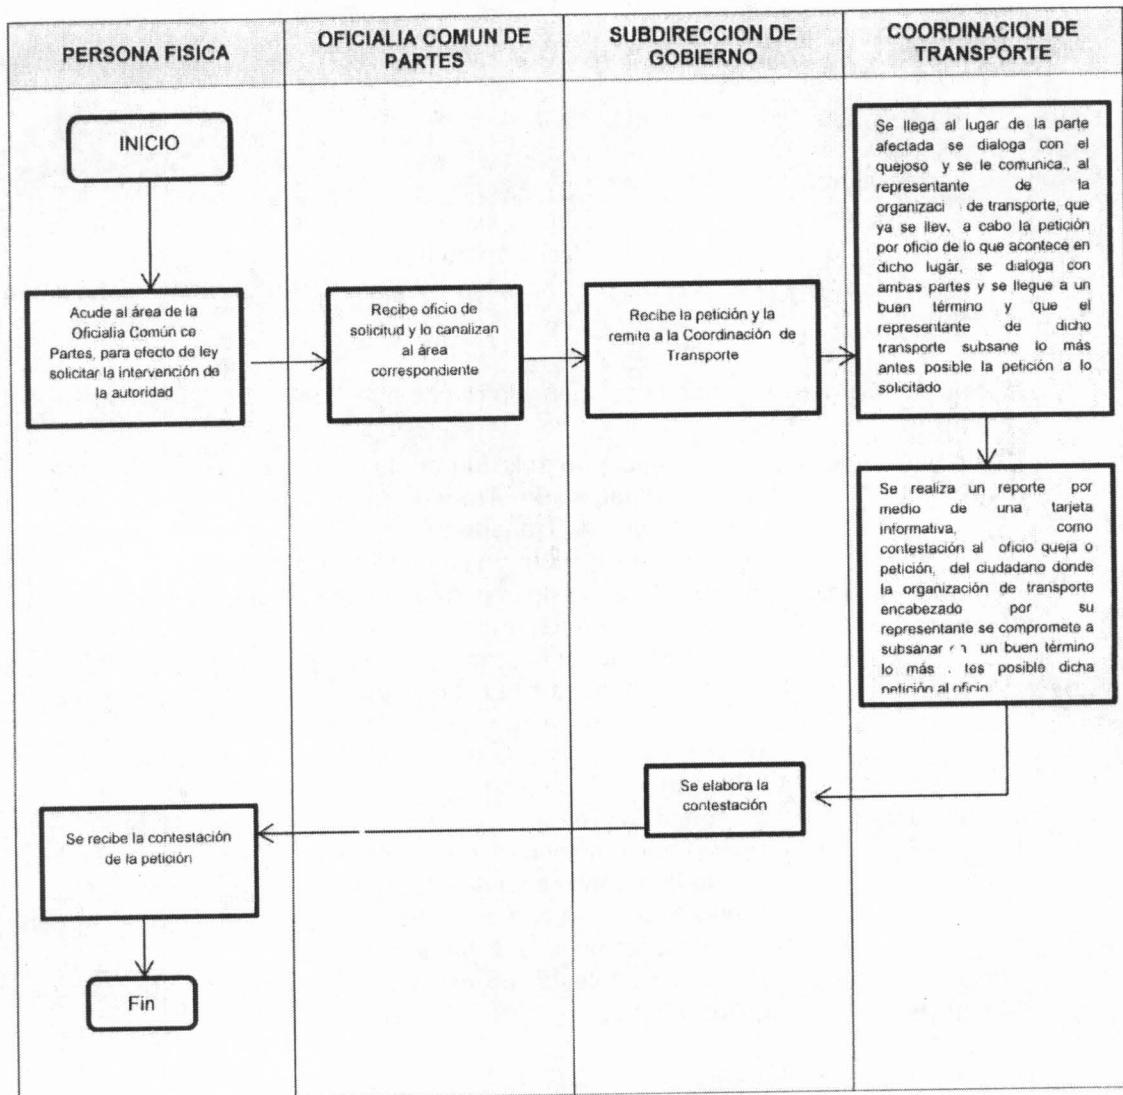 PERSONA FISICA
OFICIALIA COMUN DE
PARTES
SUBDIRECCION DE
GOBIERNO
COORDINACION DE
TRANSPORTE
INICIO
Acude al área de la
Oficialia Común ce
Partes, para efecto de ley
solicitar la intervención de
la autoridad
Recibe oficio de
solicitud y lo canalizan
al área
correspondiente
Recibe la petición y la
remite a la Coordinación de
Transporte
Se llega al lugar de la parte
afectada se dialoga con el
quejoso y se le comunica., al
representante de la
organizaci de transporte, que
ya se llev. a cabo la petición
por oficio de lo que acontece en
dicho lugar, se dialoga con
ambas partes y se llegue a un
buen término y que el
representante de dicho
transporte subsane lo más
antes posible la petición a lo
solicitado
Se realiza un reporte por
medio de una tarjeta
informativa, como
contestación al oficio queja o
petición, del ciudadano donde
la organización de transporte
encabezado por su
representante se compromete a
subsanar un buen término
lo más posible dicha
petición al oficio
Se elabora la
contestación
Se recibe la contestación
de la petición
Fin